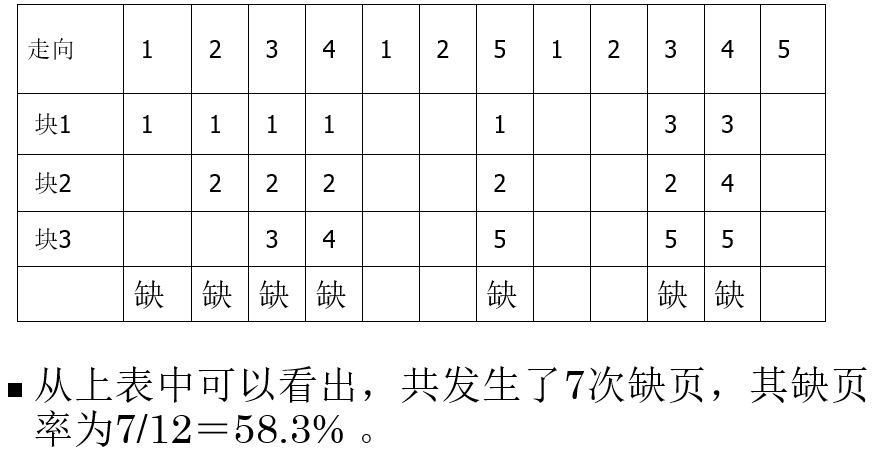 走向 1 2 3 4 1 2 5 1 2 3 4 5
块1 1 1 1 1 1 3 3
块2 2 2 2 2 2 4
块3 3 4 5 5 5
缺 缺 缺 缺 缺 缺 缺
从上表中可以看出，共发生了7次缺页，其缺页
率为7/12＝58.3% 。